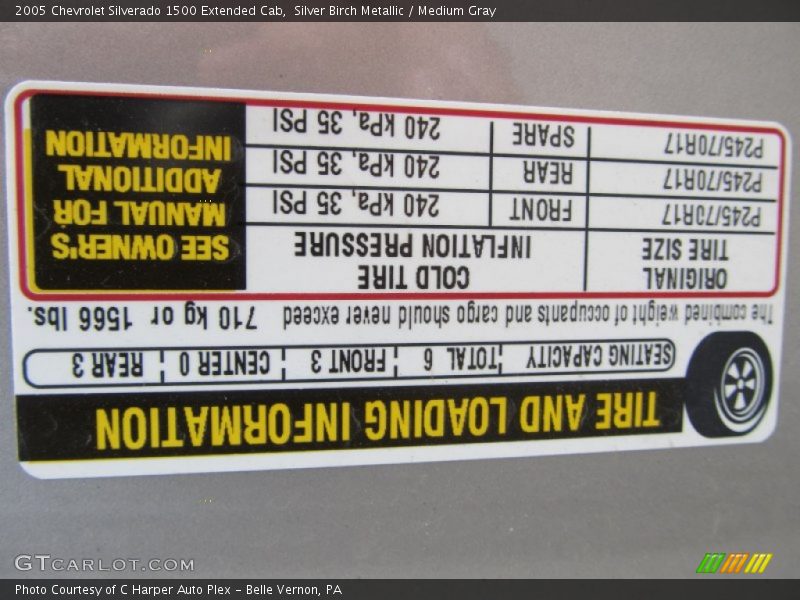 2005 Chevrolet Silverado 1500 Extended Cab,  Silver Birch Metallic / Medium Gray
TIRE AND LOADING INFORMATION
SEATING CAPACITY TOTAL 6 FRONT 3 CENTER 0 REAR 3
The combined weight of occupants and cargo should never exceed 710 kg or 1566 lbs.
ORIGINAL TIRE SIZE
COLD TIRE INFLATION PRESSURE
P245/70R17 FRONT 240 kPa, 35 PSI
P245/70R17 REAR 240 kPa, 35 PSI
P245/70R17 SPARE 240 kPa, 35 PSI
SEE OWNER'S
MANUAL FOR
ADDITIONAL
INFORMATION
GTCARLOT.COM
Photo Courtesy of C Harper Auto Plex - Belle Vernon, PA